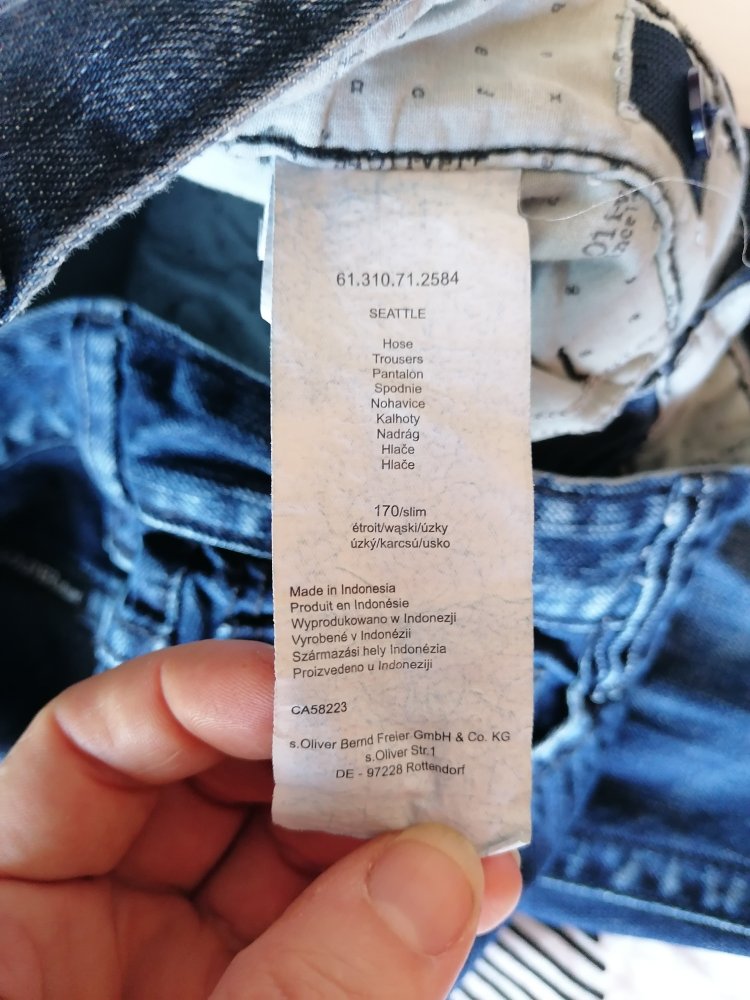 61.310.71.2584
SEATTLE
Hose
Trousers
Pantalon
Spodnie
Nohavice
Kalhoty
Nadrág
Hlače
Hlače
170/slim
étroit/wąski/úzky
úzký/karcsú/usko
Made in Indonesia
Produit en Indonésie
Wyprodukowano w Indonezji
Vyrobené v Indonézii
Származási hely Indonézia
Proizvedeno u Indoneziji
CA58223
s.Oliver Bernd Freier GmbH & Co. KG
s.Oliver Str.1
DE - 97228 Rottendorf